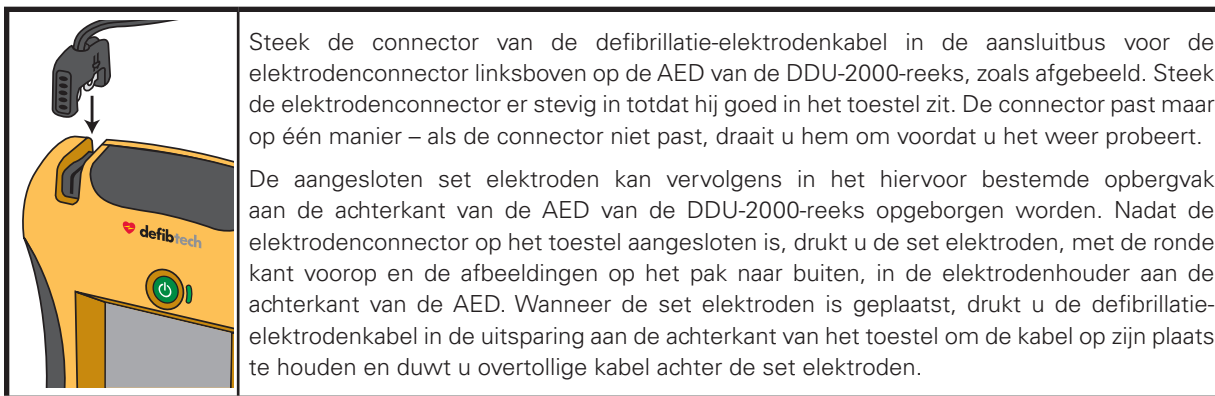 Steek de connector van de defibrillatie-elektrodenkabel in de aansluitbus voor de
elektrodenconnector linksboven op de AED van de DDU-2000-reeks, zoals afgebeeld. Steek
de elektrodenconnector er stevig in totdat hij goed in het toestel zit. De connector past maar
op één manier – als de connector niet past, draait u hem om voordat u het weer probeert.
De aangesloten set elektroden kan vervolgens in het hiervoor bestemde opbergvak
aan de achterkant van de AED van de DDU-2000-reeks opgeborgen worden. Nadat de
elektrodenconnector op het toestel aangesloten is, drukt u de set elektroden, met de ronde
kant voorop en de afbeeldingen op het pak naar buiten, in de elektrodenhouder aan de
achterkant van de AED. Wanneer de set elektroden is geplaatst, drukt u de defibrillatie-
elektrodenkabel in de uitsparing aan de achterkant van het toestel om de kabel op zijn plaats
te houden en duwt u overtollige kabel achter de set elektroden.
defibtech